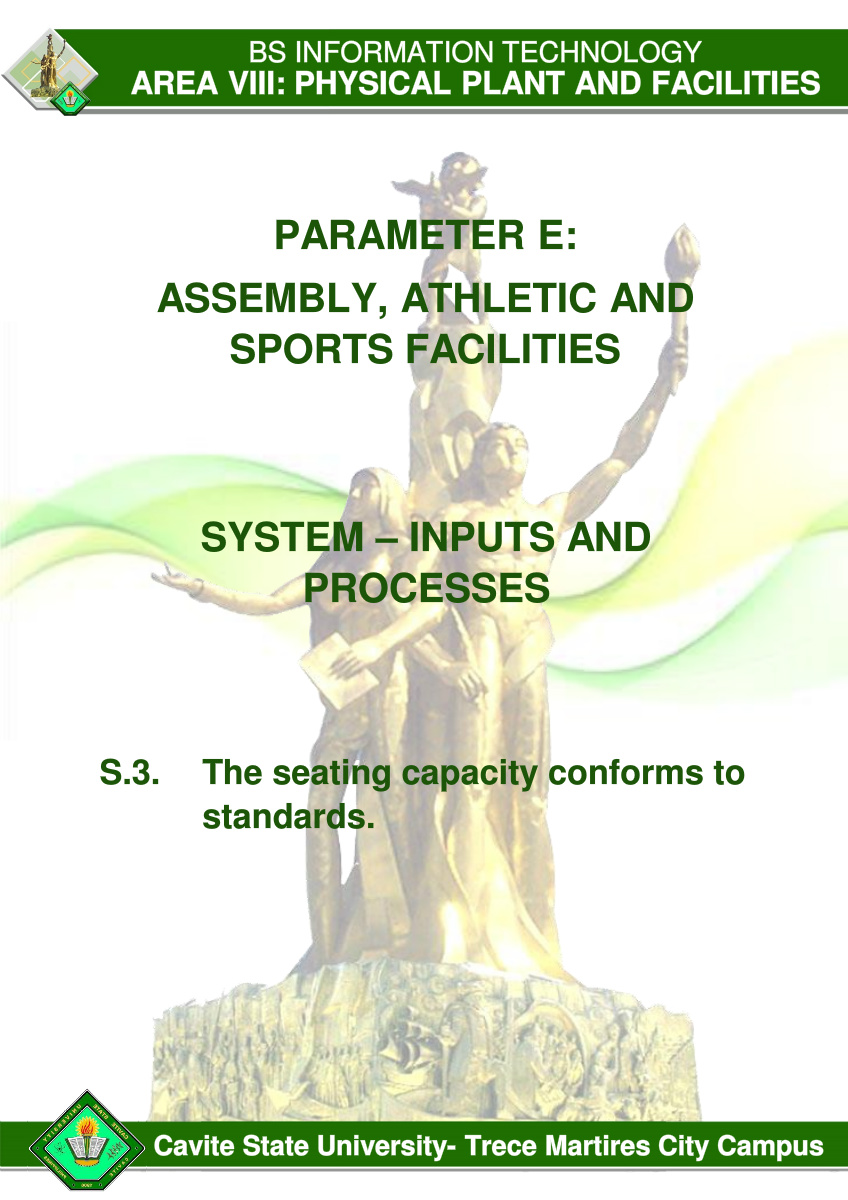 BS INFORMATION TECHNOLOGY
AREA VIII: PHYSICAL PLANT AND FACILITIES
PARAMETER E:
ASSEMBLY, ATHLETIC AND
SPORTS FACILITIES
SYSTEM – INPUTS AND
PROCESSES
S.3. The seating capacity conforms to
standards.
Cavite State University- Trece Martires City Campus